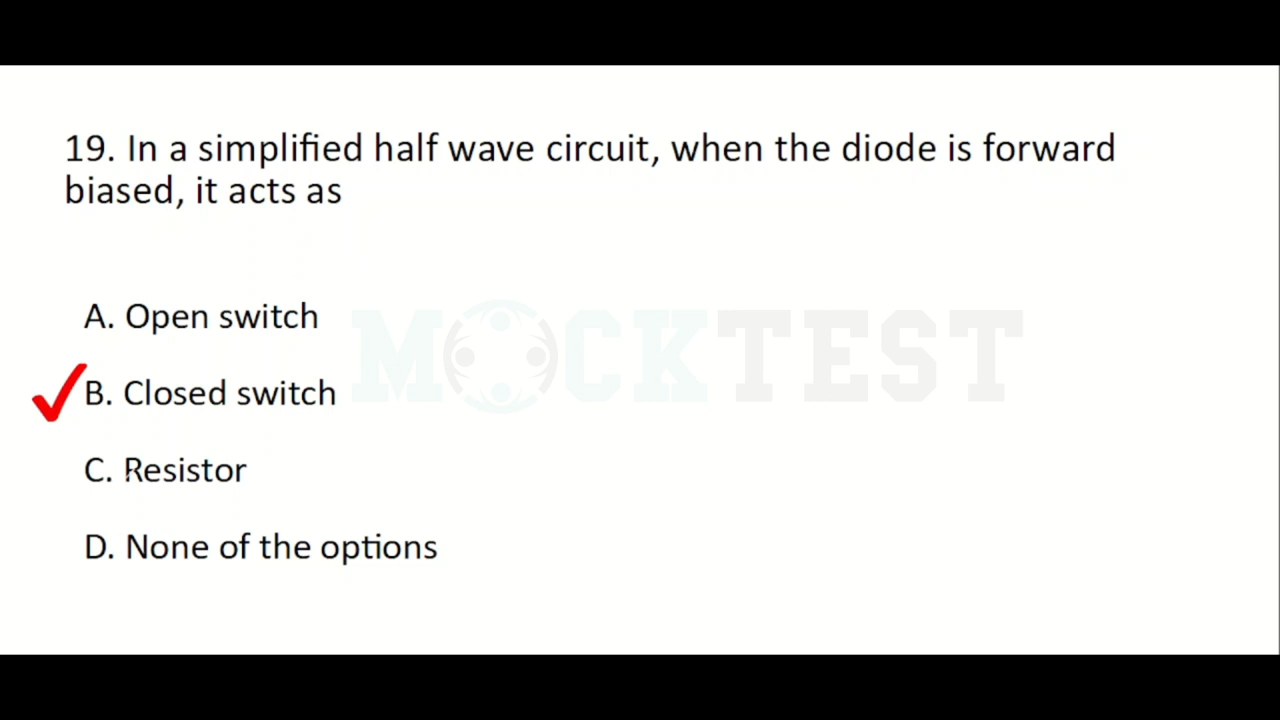 19. In a simplified half wave circuit, when the diode is forward
biased, it acts as
A. Open switch
B. Closed switch
C. Resistor
D. None of the options
MOCKTEST